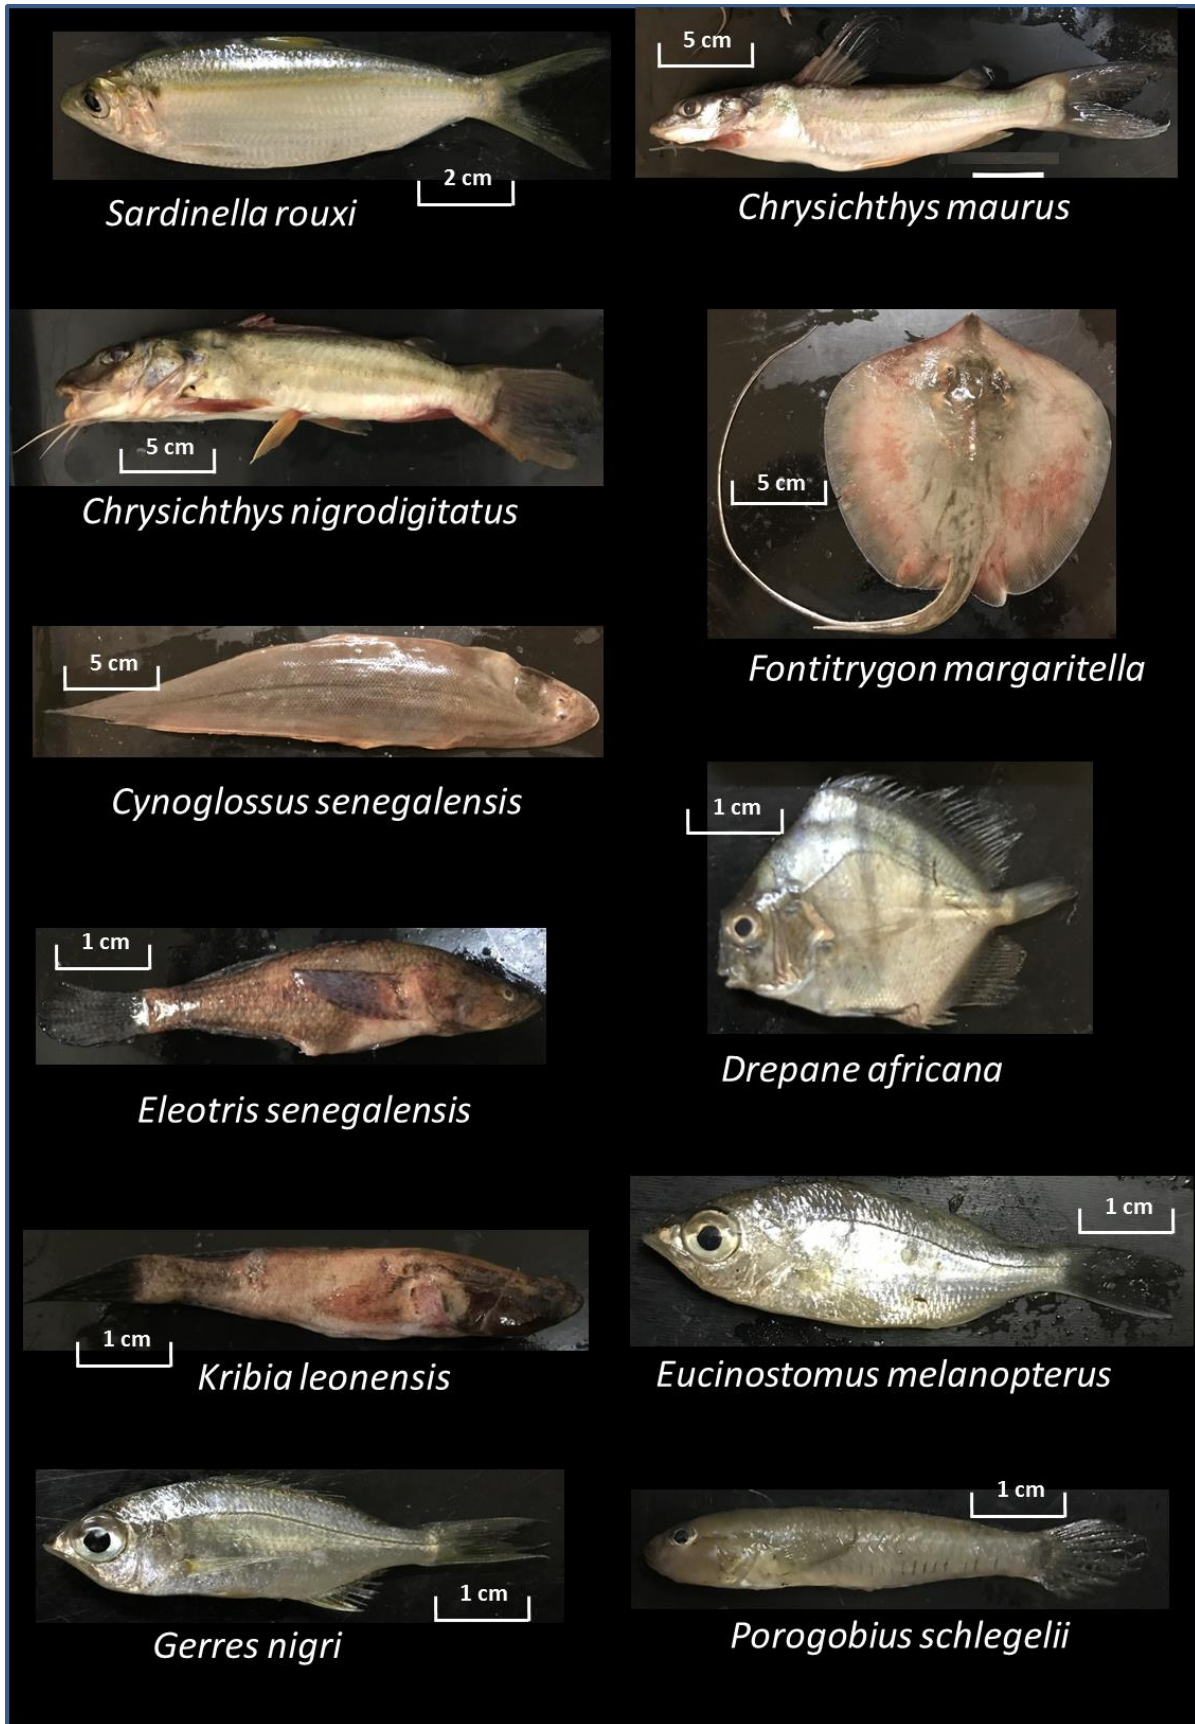 2 cm
Sardinella rouxi
5 cm
Chrysichthys maurus
5 cm
Chrysichthys nigrodigitatus
5 cm
Fontitrygon margaritella
5 cm
Cynoglossus senegalensis
1 cm
Drepane africana
1 cm
Eleotris senegalensis
1 cm
Eucinostomus melanopterus
1 cm
Kribia leonensis
1 cm
Gerres nigri
1 cm
Porogobius schlegelii